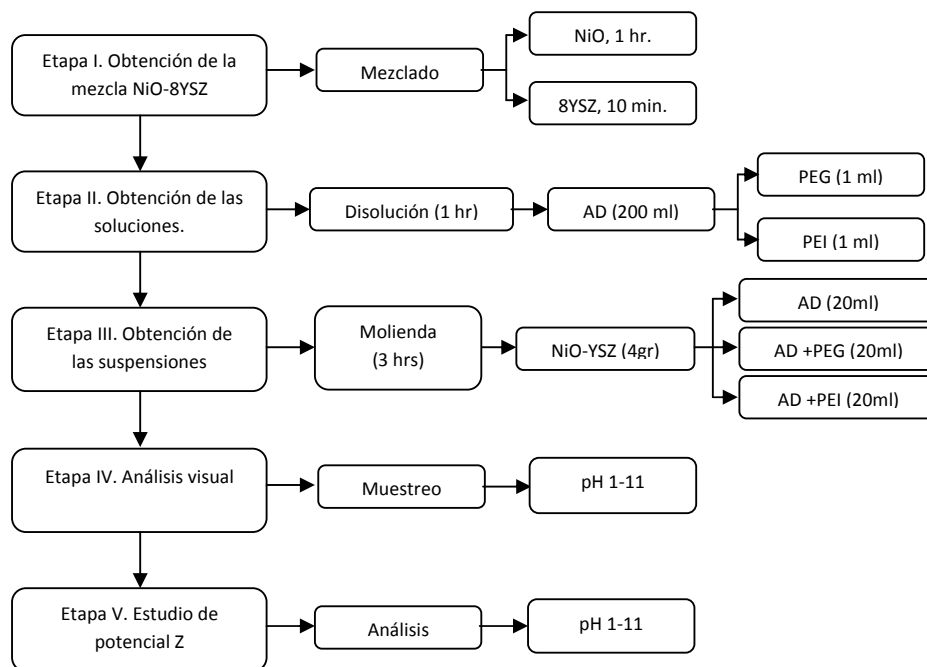 Etapa I. Obtención de la
mezcla NiO-8YSZ
Mezclado
NiO, 1 hr.
8YSZ, 10 min.
Etapa II. Obtención de las
soluciones.
Disolución (1 hr)
AD (200 ml)
PEG (1 ml)
PEI (1 ml)
Etapa III. Obtención de
las suspensiones
Molienda
(3 hrs)
NiO-YSZ (4gr)
AD (20ml)
AD +PEG (20ml)
AD +PEI (20ml)
Etapa IV. Análisis visual
Muestreo
pH 1-11
Etapa V. Estudio de
potencial Z
Análisis
pH 1-11